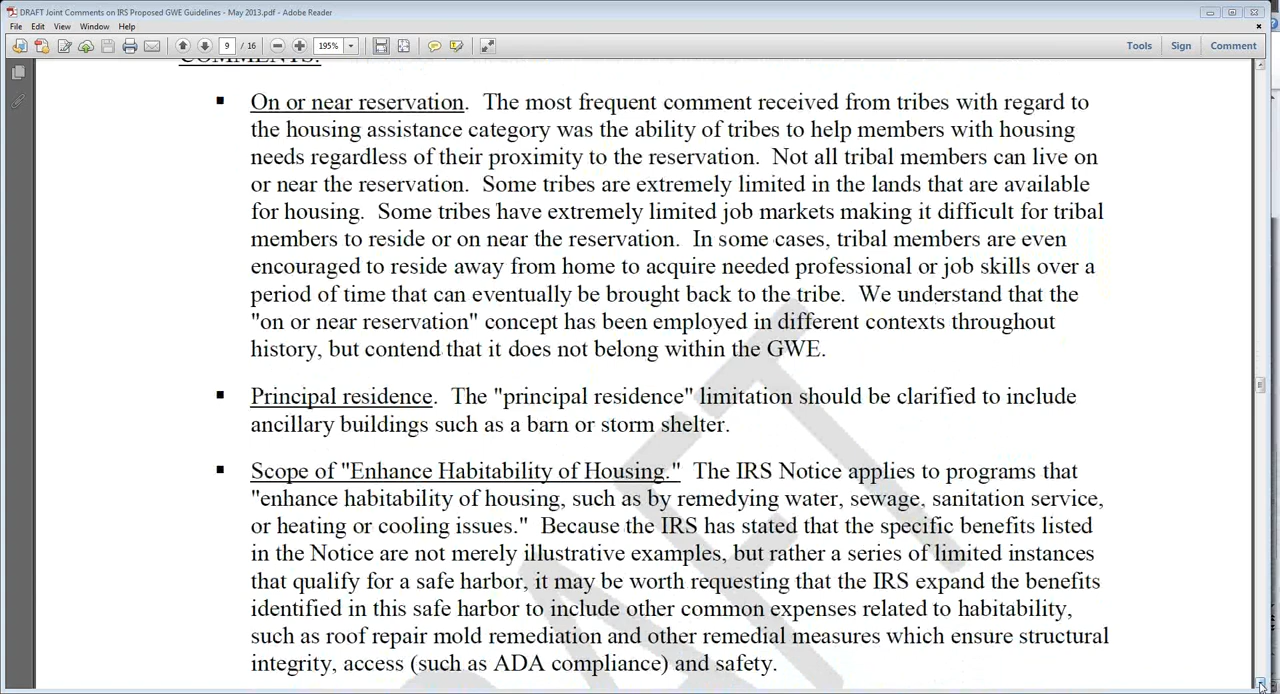 DRAFT Joint Comments on IRS Proposed GWE Guidelines - May 2013.pdf - Adobe Reader
File Edit View Window Help
9 / 16 195% Tools Sign Comment
COMMENTS:
▪ On or near reservation. The most frequent comment received from tribes with regard to
the housing assistance category was the ability of tribes to help members with housing
needs regardless of their proximity to the reservation. Not all tribal members can live on
or near the reservation. Some tribes are extremely limited in the lands that are available
for housing. Some tribes have extremely limited job markets making it difficult for tribal
members to reside or on near the reservation. In some cases, tribal members are even
encouraged to reside away from home to acquire needed professional or job skills over a
period of time that can eventually be brought back to the tribe. We understand that the
"on or near reservation" concept has been employed in different contexts throughout
history, but contend that it does not belong within the GWE.
▪ Principal residence. The "principal residence" limitation should be clarified to include
ancillary buildings such as a barn or storm shelter.
▪ Scope of "Enhance Habitability of Housing." The IRS Notice applies to programs that
"enhance habitability of housing, such as by remedying water, sewage, sanitation service,
or heating or cooling issues." Because the IRS has stated that the specific benefits listed
in the Notice are not merely illustrative examples, but rather a series of limited instances
that qualify for a safe harbor, it may be worth requesting that the IRS expand the benefits
identified in this safe harbor to include other common expenses related to habitability,
such as roof repair mold remediation and other remedial measures which ensure structural
integrity, access (such as ADA compliance) and safety.